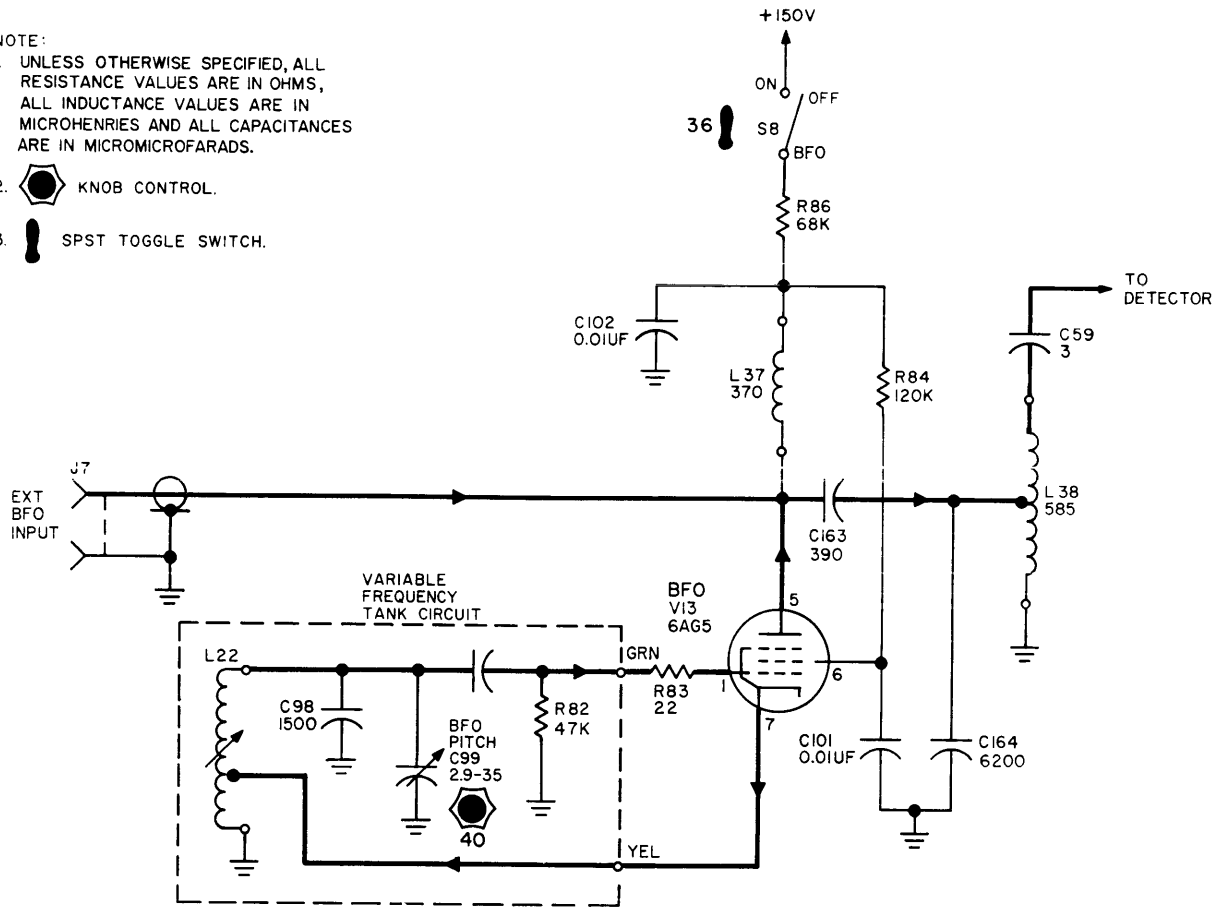 NOTE:
UNLESS OTHERWISE SPECIFIED, ALL
RESISTANCE VALUES ARE IN OHMS,
ALL INDUCTANCE VALUES ARE IN
MICROHENRIES AND ALL CAPACITANCES
ARE IN MICROMICROFARADS.
2. KNOB CONTROL.
3. SPST TOGGLE SWITCH.
+150V
ON
OFF
36
S8
BFO
R86
68K
TO
DETECTOR
C102
0.01UF
C59
3
L37
370
R84
120K
J7
EXT
BFO
INPUT
L38
585
C163
390
VARIABLE
FREQUENCY
TANK CIRCUIT
BFO
V13
6AG5
5
L22
GRN
6
1
R83
22
7
C98
1500
R82
47K
BFO
PITCH
C99
2.9-35
C101
0.01UF
C164
6200
40
YEL